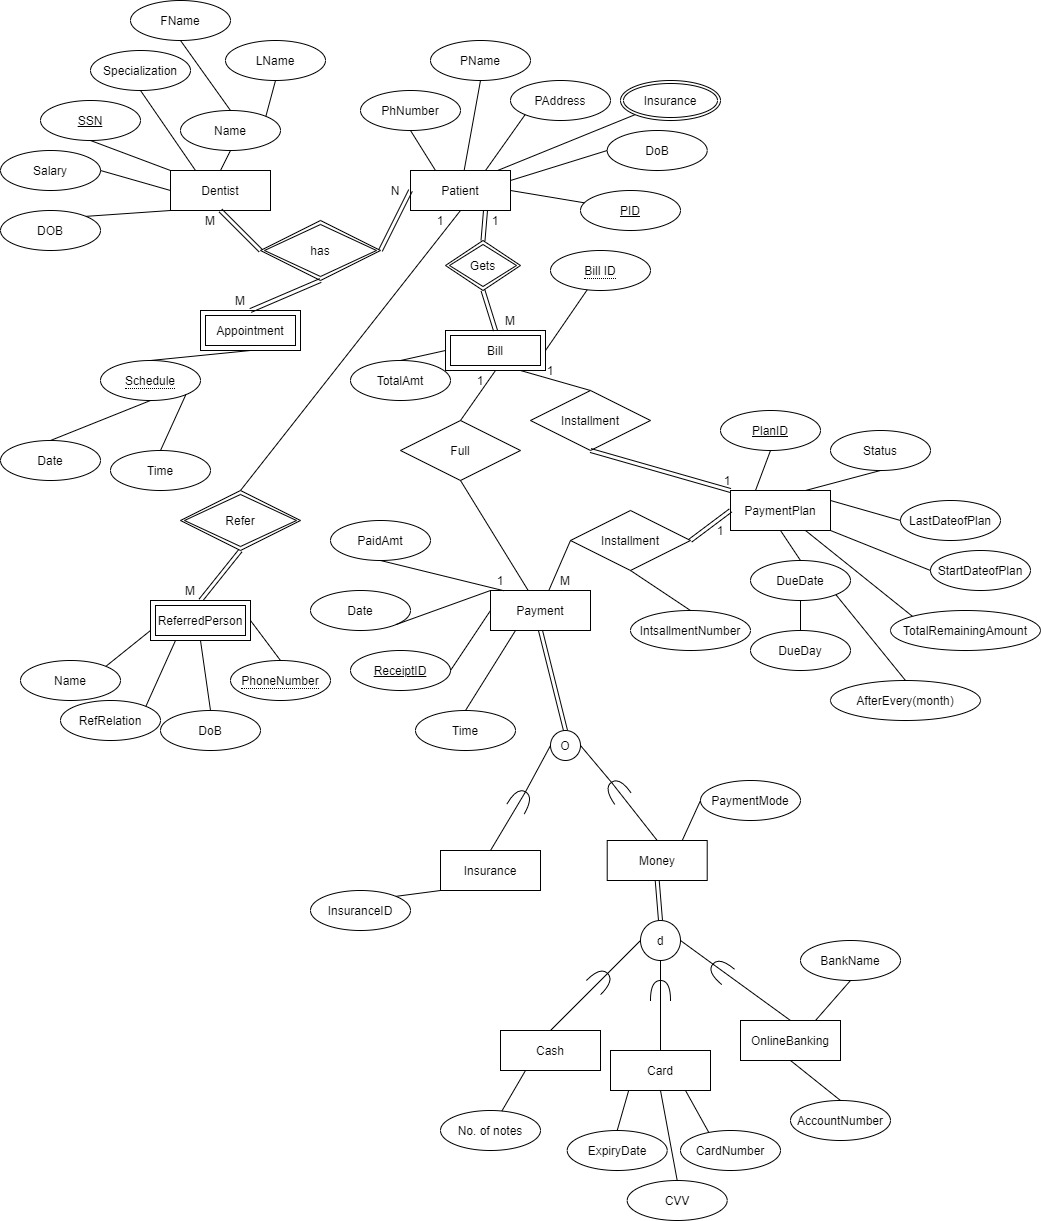 FName
LName
PName
Specialization
PhNumber
PAddress
Insurance
SSN
Name
DoB
Salary
Dentist
Patient
N
PID
DOB
M
1
1
has
Gets
Bill ID
M
M
Appointment
Bill
1
TotalAmt
1
Schedule
Installment
PlanID
Full
Status
Date
Time
1
PaymentPlan
LastDateofPlan
Refer
PaidAmt
Installment
1
StartDateofPlan
1
M
DueDate
M
Date
Payment
ReferredPerson
IntsallmentNumber
TotalRemainingAmount
DueDay
ReceiptID
Name
PhoneNumber
AfterEvery(month)
RefRelation
DoB
Time
O
PaymentMode
Insurance
Money
InsuranceID
d
BankName
Cash
OnlineBanking
Card
AccountNumber
No. of notes
ExpiryDate
CardNumber
CVV